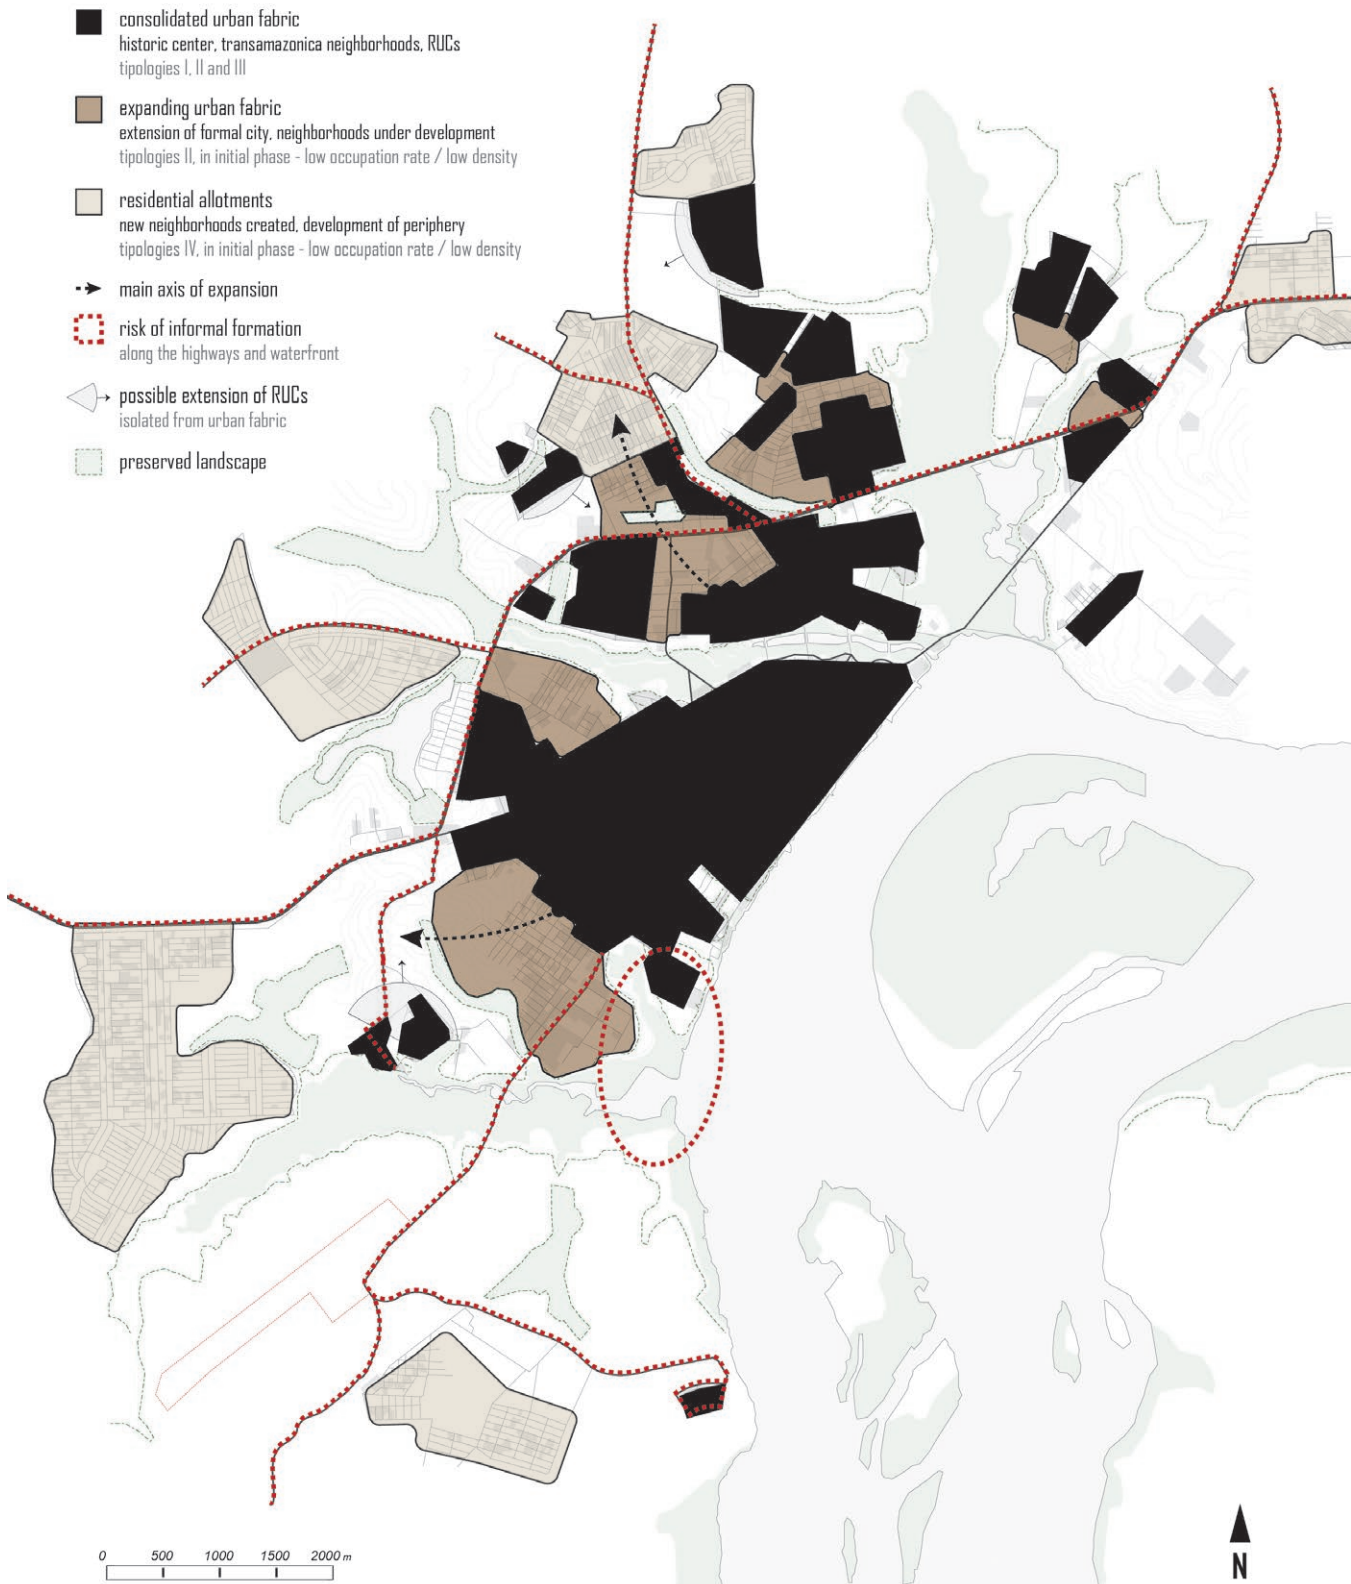 consolidated urban fabric
historic center, transamazonica neighborhoods, RUCs
tipologies I, II and III
expanding urban fabric
extension of formal city, neighborhoods under development
tipologies II, in initial phase - low occupation rate / low density
residential allotments
new neighborhoods created, development of periphery
tipologies IV, in initial phase - low occupation rate / low density
main axis of expansion
risk of informal formation
along the highways and waterfront
possible extension of RUCs
isolated from urban fabric
preserved landscape
0 500 1000 1500 2000 m
N